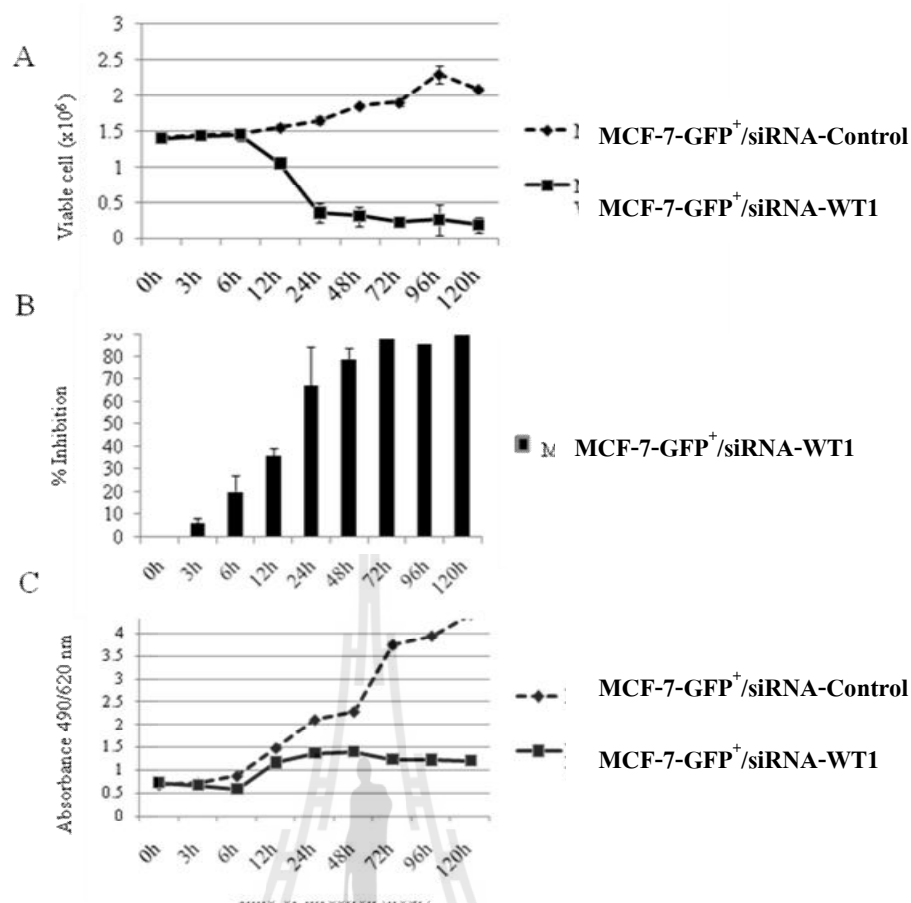 A
3
2.5
2
1.5
1
0.5
0
Viable cell (x 10⁶)
0h 3h 6h 12h 24h 48h 72h 96h 120h
MCF-7-GFP⁺/siRNA-Control
MCF-7-GFP⁺/siRNA-WT1
B
90
80
70
60
50
40
30
20
10
0
% Inhibition
0h 3h 6h 12h 24h 48h 72h 96h 120h
M MCF-7-GFP⁺/siRNA-WT1
C
4
3.5
3
2.5
2
1.5
1
0.5
0
Absorbance 490/620 nm
0h 3h 6h 12h 24h 48h 72h 96h 120h
MCF-7-GFP⁺/siRNA-Control
MCF-7-GFP⁺/siRNA-WT1